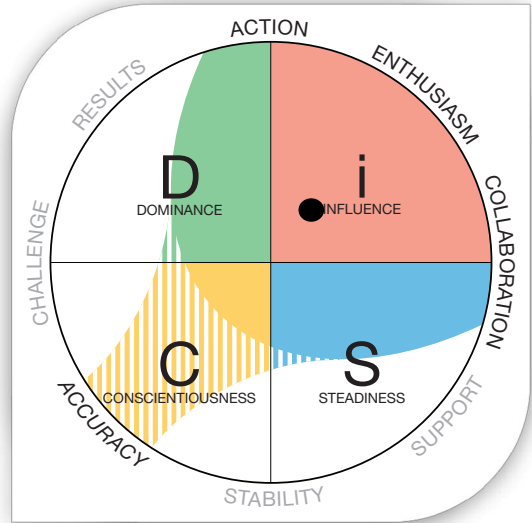 ACTION
ENTHUSIASM
RESULTS
D
DOMINANCE
i
INFLUENCE
COLLABORATION
CHALLENGE
C
CONSCIENTIOUSNESS
S
STEADINESS
ACCURACY
SUPPORT
STABILITY